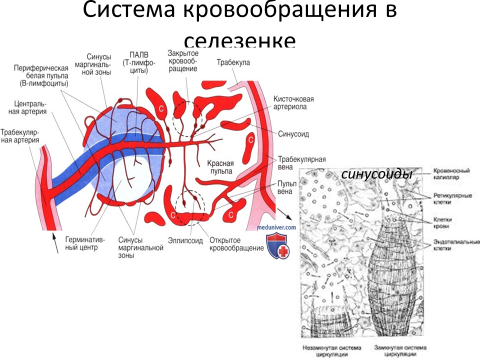 Система кровообращения в
селезенке
Периферическая
белая пульпа
(В-лимфоциты)
Синусы
маргиналь-
ной зоны
ПАЛВ
(Т-лимфо-
циты)
Закрытое
кровооб-
ращение
Трабекула
Централь-
ная артерия
Трабекуляр-
ная артерия
Кисточковая
артериола
Синусоид
Трабекулярная
вена
Пульп
вена
Красная
пульпа
С
С
С
С
С
Герминатив-
ный центр
Синусы
маргинальной
зоны
Эллипсоид
Открытое
кровообращение
meduniver.com
синусоиды
Кровеносный
капилляр
Ретикулярные
клетки
Клетки
крови
Эндотелиальные
клетки
Незамкнутая система
циркуляции
Замкнутая система
циркуляции